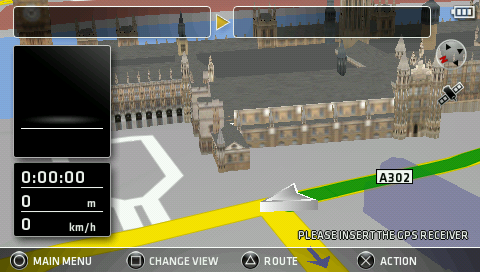 N
0:00:00
0 m
0 km/h
A302
PLEASE INSERT THE GPS RECEIVER
MAIN MENU CHANGE VIEW ROUTE ACTION